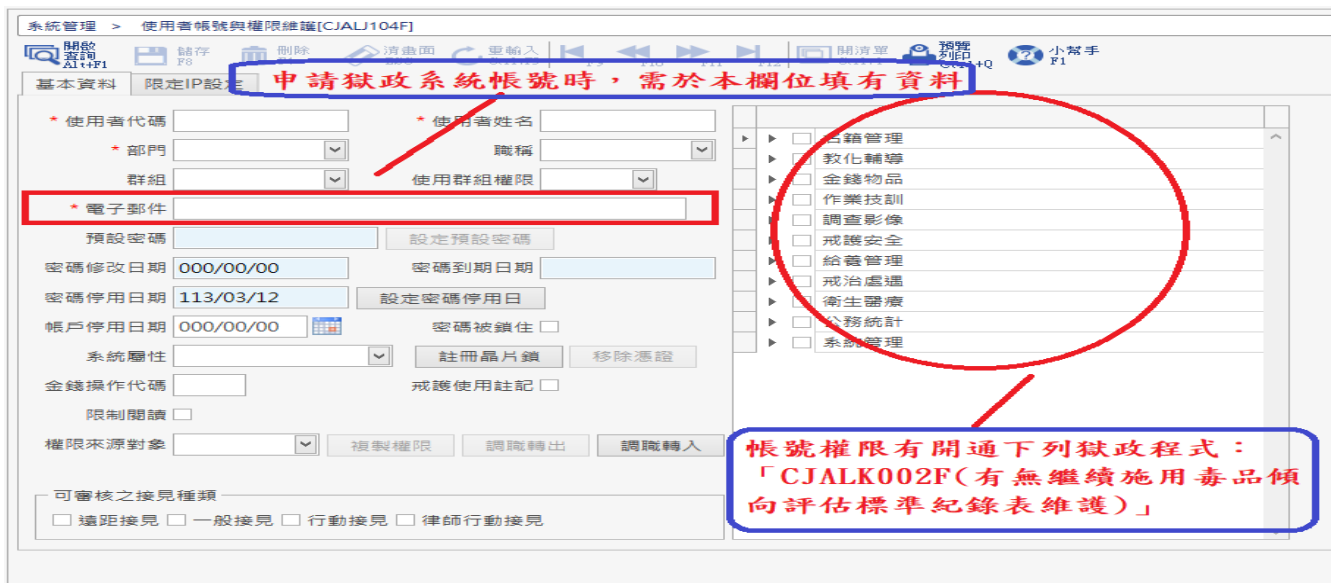 系統管理 > 使用者帳號與權限維護[CJALJ104F]
開啟查詢 Alt+F1 儲存 F8 刪除 清畫面 重輸入 F9 F10 F11 F12 開清單 預覽列印 小幫手 F1
基本資料 限定IP設定
申請獄政系統帳號時，需於本欄位填有資料
* 使用者代碼 * 使用者姓名
* 部門 職稱
群組 使用群組權限
* 電子郵件
預設密碼 設定預設密碼
密碼修改日期 000/00/00 密碼到期日期
密碼停用日期 113/03/12 設定密碼停用日
帳戶停用日期 000/00/00 密碼被鎖住
系統屬性 註冊晶片鎖 移除憑證
金錢操作代碼 戒護使用註記
限制閱讀
權限來源對象 複製權限 調職轉出 調職轉入
可審核之接見種類
遠距接見 一般接見 行動接見 律師行動接見
名籍管理
教化輔導
金錢物品
作業技訓
調查影像
戒護安全
給養管理
戒治處遇
衛生醫療
公務統計
系統管理
帳號權限有開通下列獄政程式：
「CJALK002F(有無繼續施用毒品傾
向評估標準紀錄表維護)」